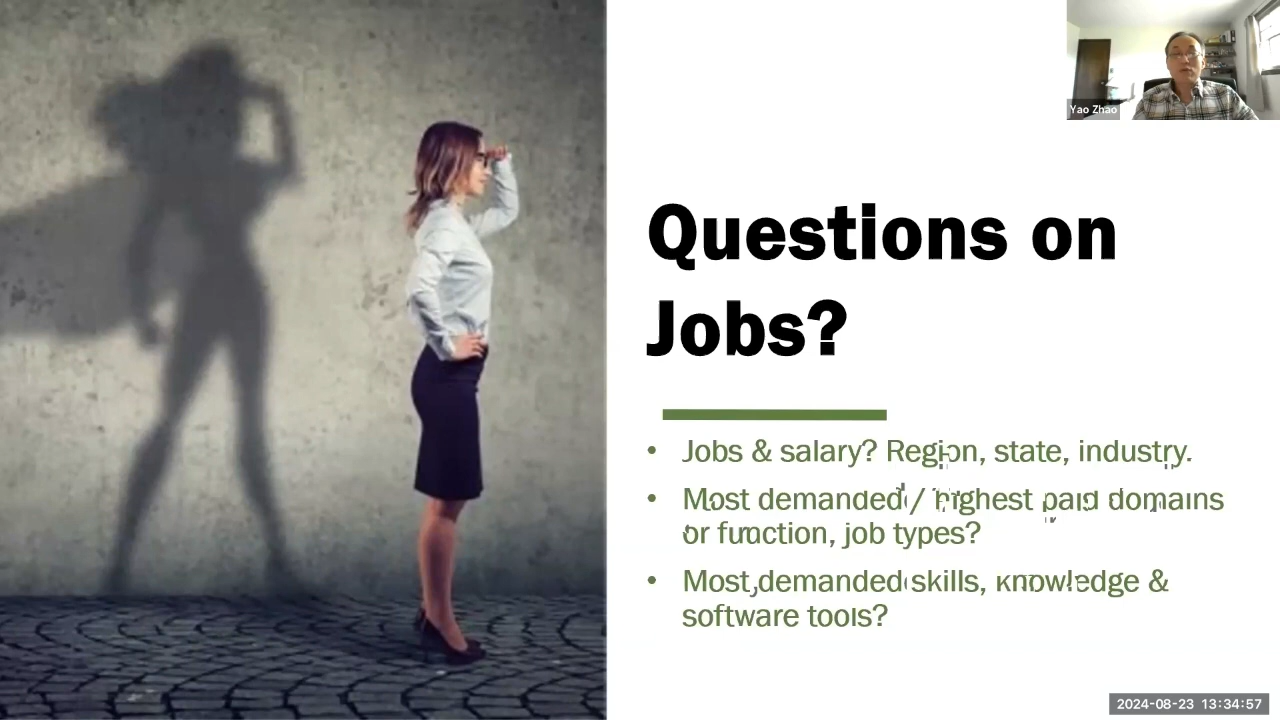 Yao Zhao
Questions on
Jobs?
• Jobs & salary? Region, state, industry.
• Most demanded / highest paid domains
or function, job types?
• Most demanded skills, knowledge &
software tools?
2024-08-23 13:34:57